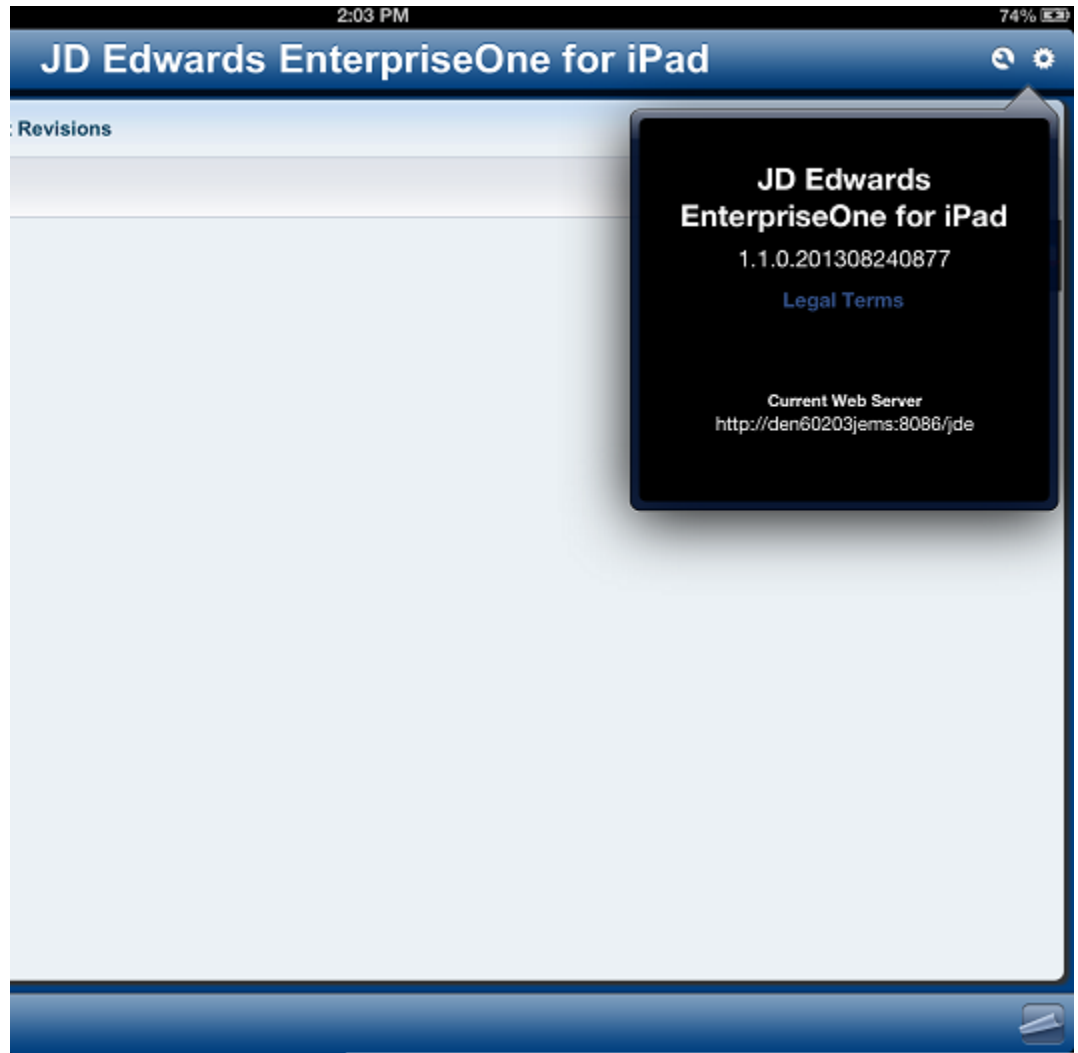 2:03 PM 74%
JD Edwards EnterpriseOne for iPad
: Revisions
JD Edwards
EnterpriseOne for iPad
1.1.0.201308240877
Legal Terms
Current Web Server
http://den60203jems:8086/jde